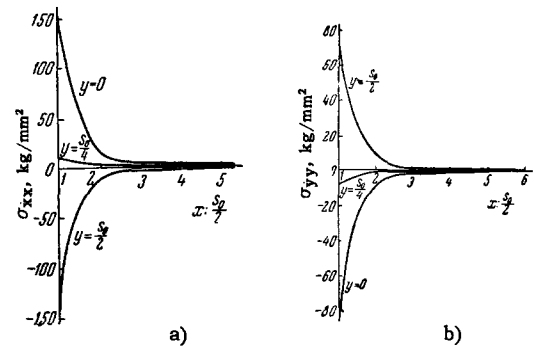 σxx, kg/mm²
150
100
50
0
-50
-100
-150
1 2 3 4 5
x: s₀/2
y=0
y=s₀/4
y=s₀/2
a)
σyy, kg/mm²
80
60
40
20
-20
-40
-60
-80
1 2 3 4 5 6
x: s₀/2
y=s₀/2
y=s₀/4
y=0
b)